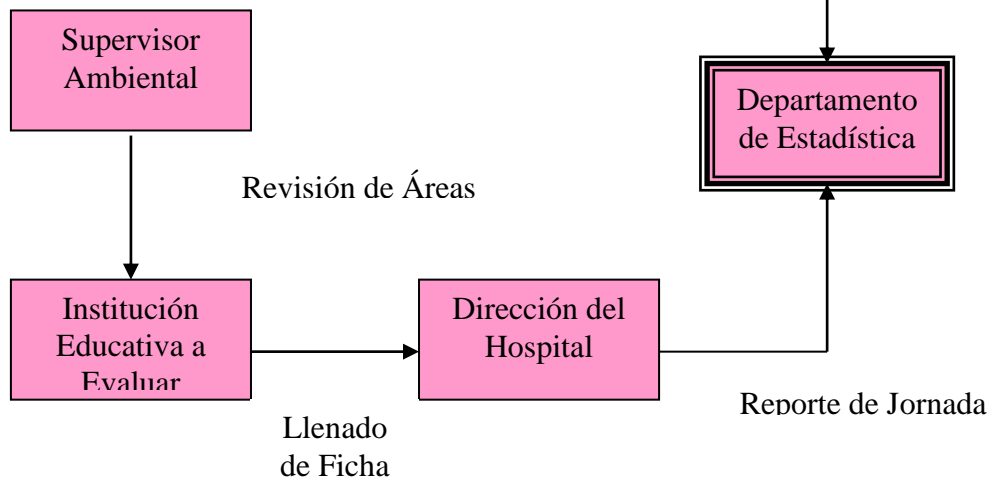 Supervisor
Ambiental
Departamento
de Estadística
Revisión de Áreas
Institución
Educativa a
Evaluar
Dirección del
Hospital
Llenado
de Ficha
Reporte de Jornada